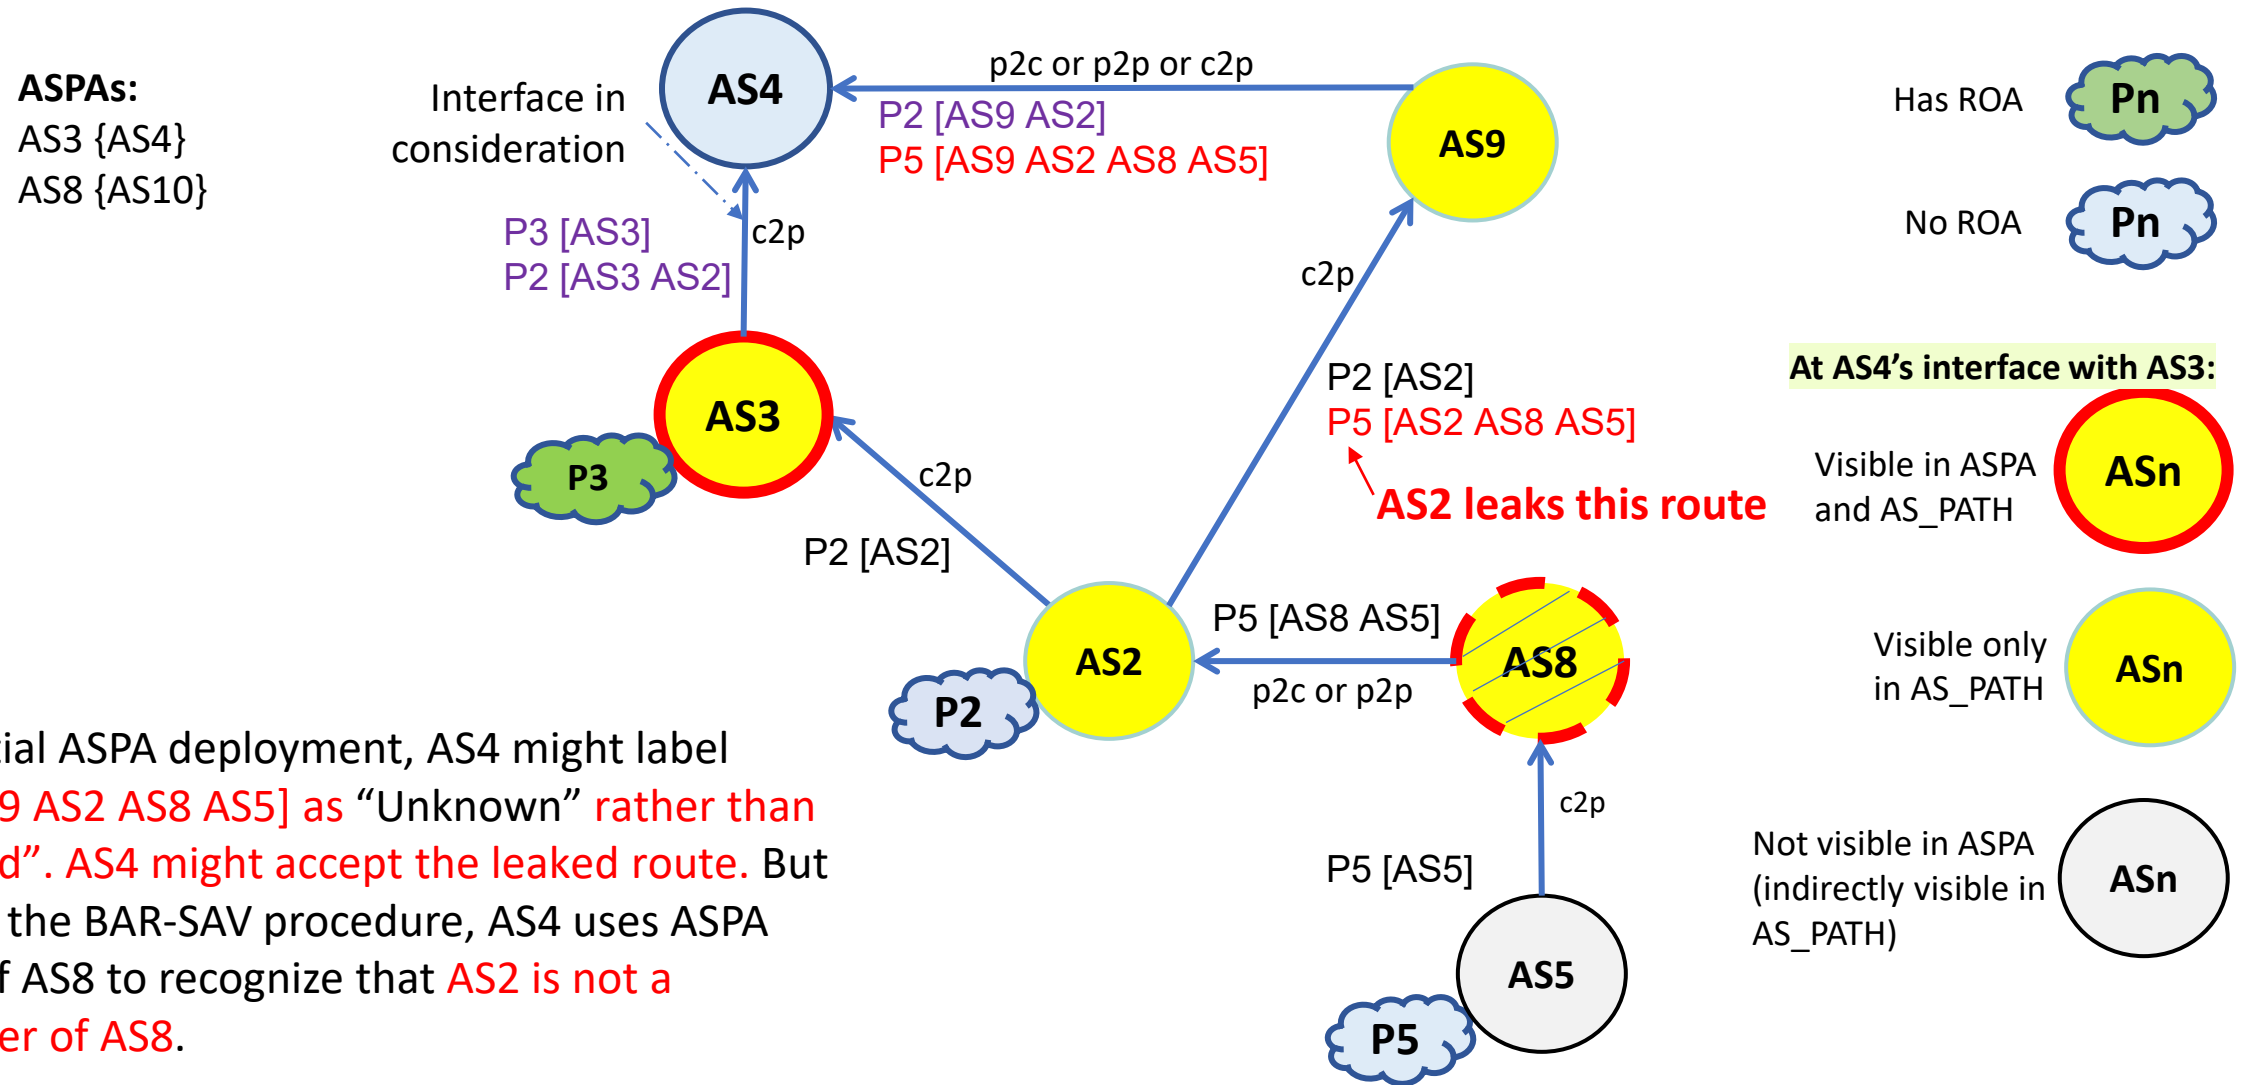 ASPAs:
AS3 {AS4}
AS8 {AS10}
Interface in
consideration
AS4
p2c or p2p or c2p
P2 [AS9 AS2]
P5 [AS9 AS2 AS8 AS5]
AS9
Has ROA
Pn
No ROA
Pn
P3 [AS3]
P2 [AS3 AS2]
c2p
c2p
AS3
P3
c2p
P2 [AS2]
P2 [AS2]
P5 [AS2 AS8 AS5]
AS2 leaks this route
At AS4’s interface with AS3:
Visible in ASPA
and AS_PATH
ASn
Visible only
in AS_PATH
ASn
Not visible in ASPA
(indirectly visible in
AS_PATH)
ASn
AS2
P2
P5 [AS8 AS5]
p2c or p2p
AS8
c2p
P5 [AS5]
AS5
P5
ASPA deployment, AS4 might label
AS2 AS8 AS5] as “Unknown” rather than
AS4 might accept the leaked route. But
the BAR-SAV procedure, AS4 uses ASPA
AS8 to recognize that AS2 is not a
of AS8.